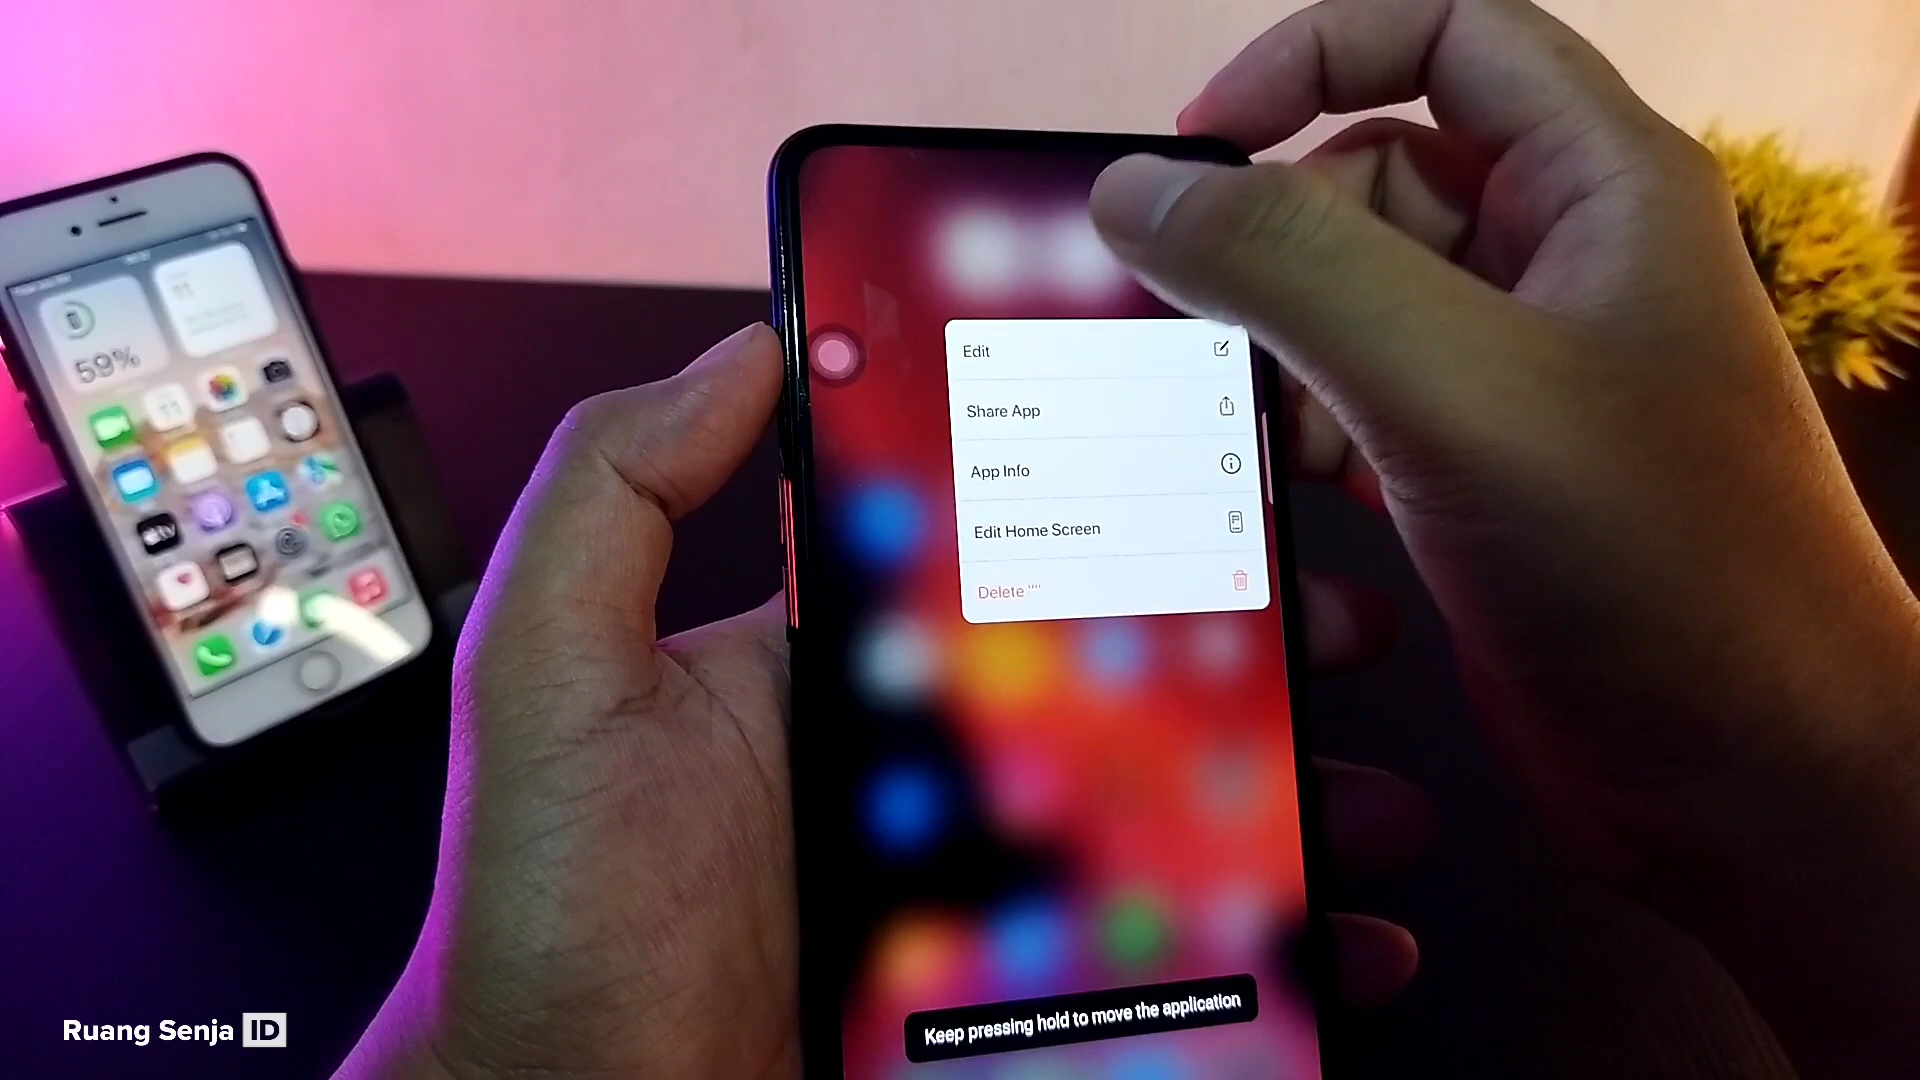 59%
Edit
Share App
App Info
Edit Home Screen
Delete ""
Keep pressing hold to move the application
tv
Ruang Senja ID